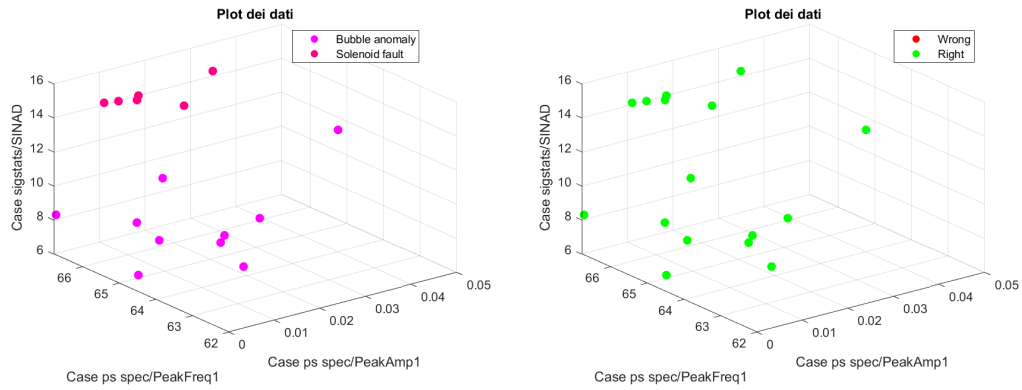 Plot dei dati
Bubble anomaly
Solenoid fault
16
14
12
10
8
6
Case sigstats/SINAD
66
65
64
63
62
Case ps spec/PeakFreq1
0
0.01
0.02
0.03
0.04
0.05
Case ps spec/PeakAmp1
Plot dei dati
Wrong
Right
16
14
12
10
8
6
Case sigstats/SINAD
66
65
64
63
62
Case ps spec/PeakFreq1
0
0.01
0.02
0.03
0.04
0.05
Case ps spec/PeakAmp1